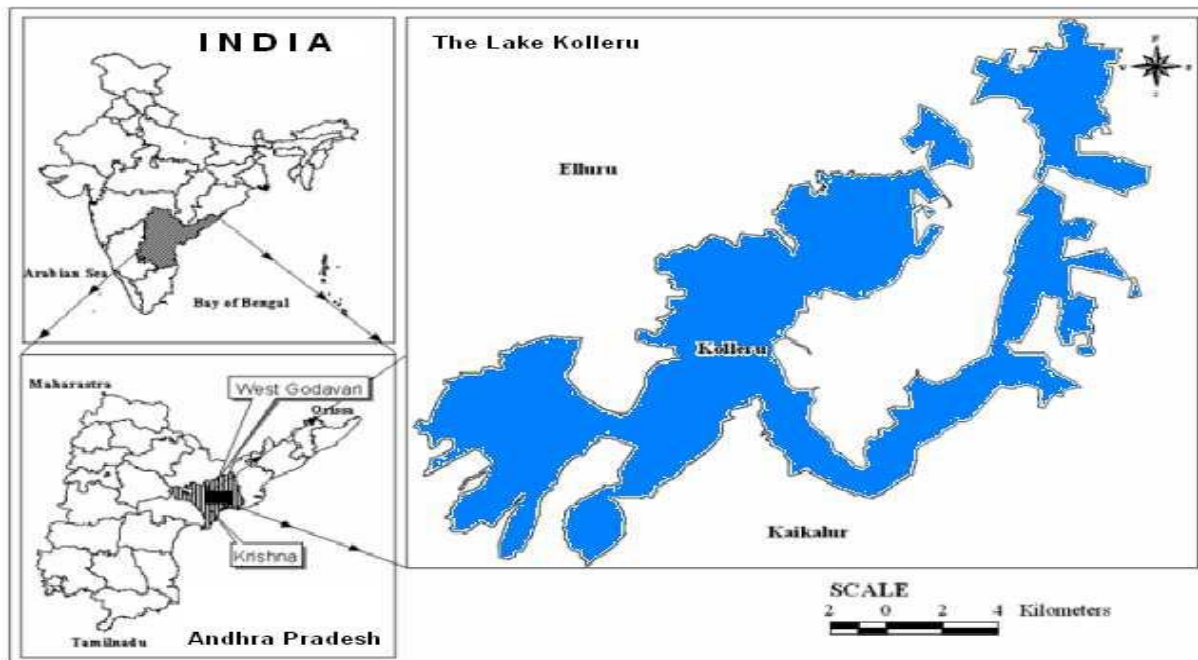 INDIA
Arabian Sea
Bay of Bengal
The Lake Kolleru
Elluru
Kolleru
Kaikalur
Maharastra
West Godavari
Orissa
Krishna
Tamilnadu
Andhra Pradesh
SCALE
2 0 2 4 Kilometers